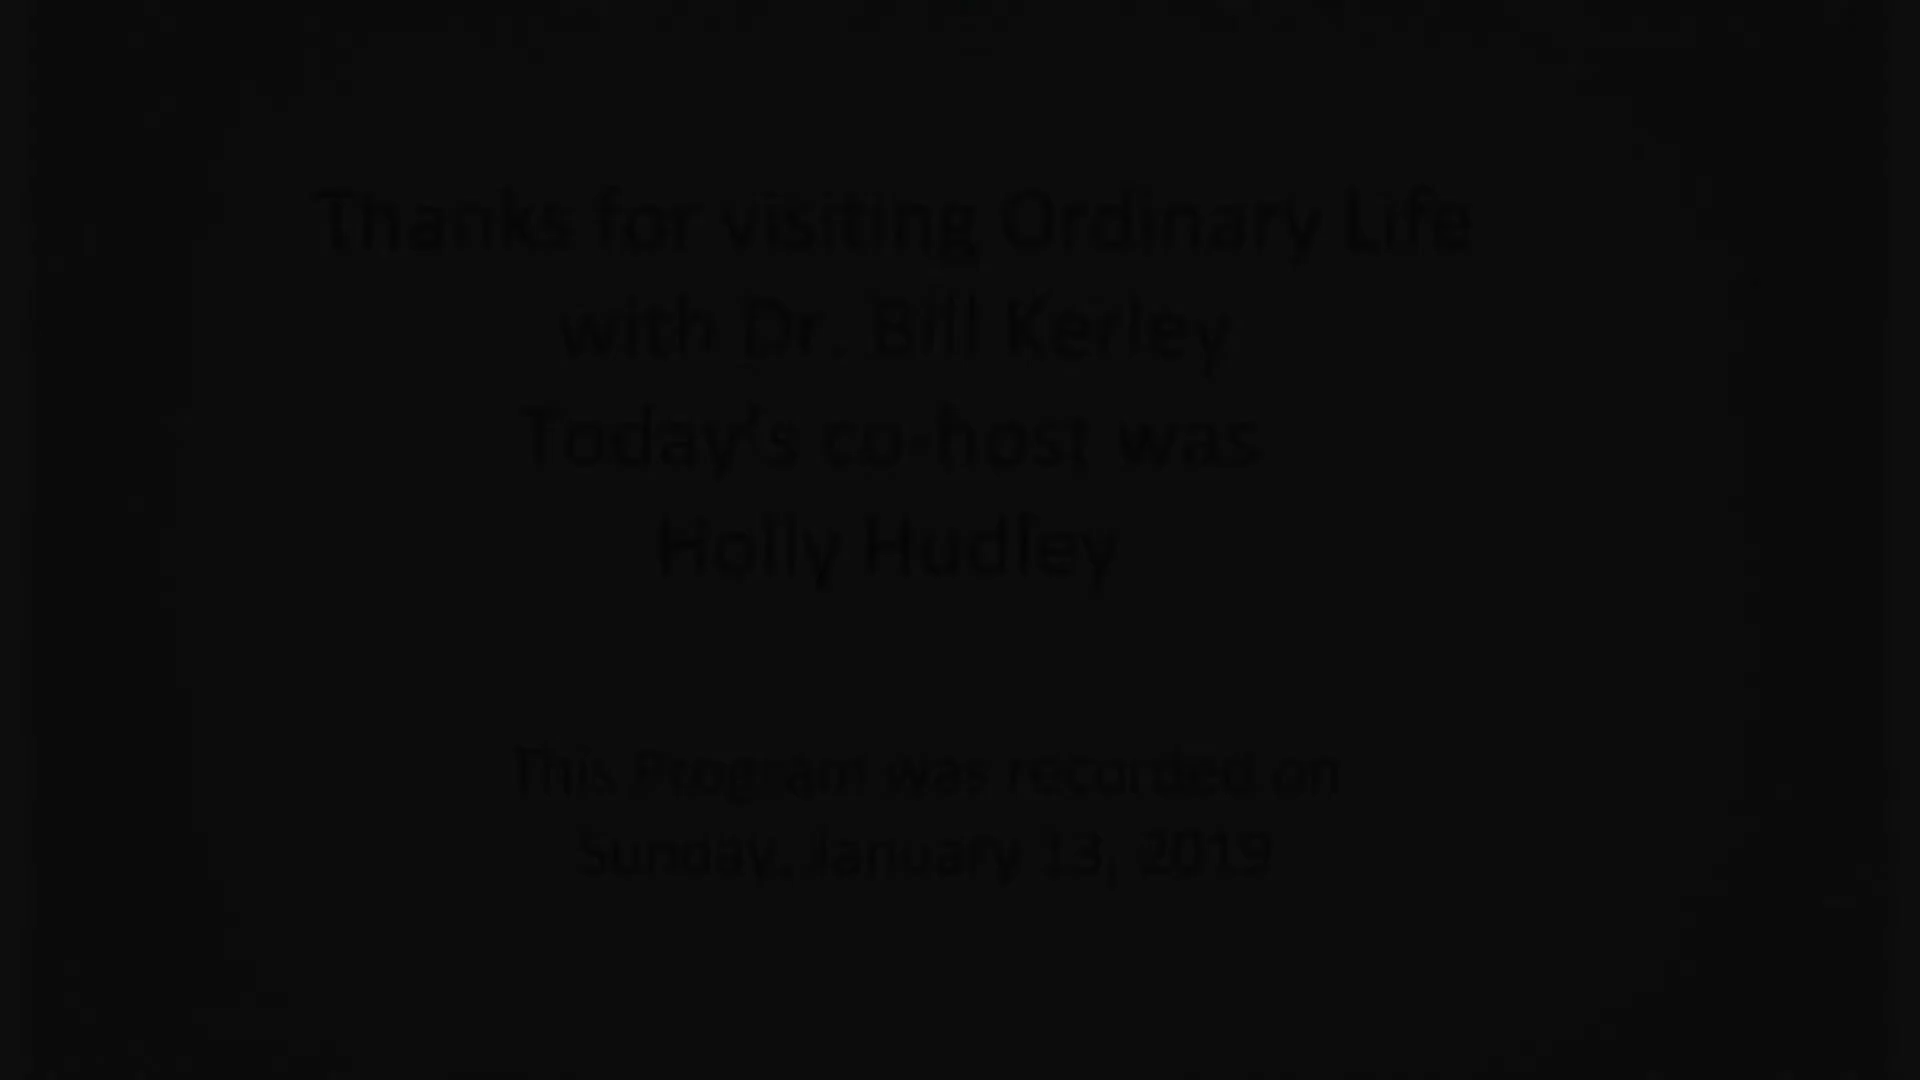 Thanks for visiting Ordinary Life
with Dr. Bill Kerley
Today's co-host was
Holly Hudley
This Program was recorded on
Sunday, January 13, 2019